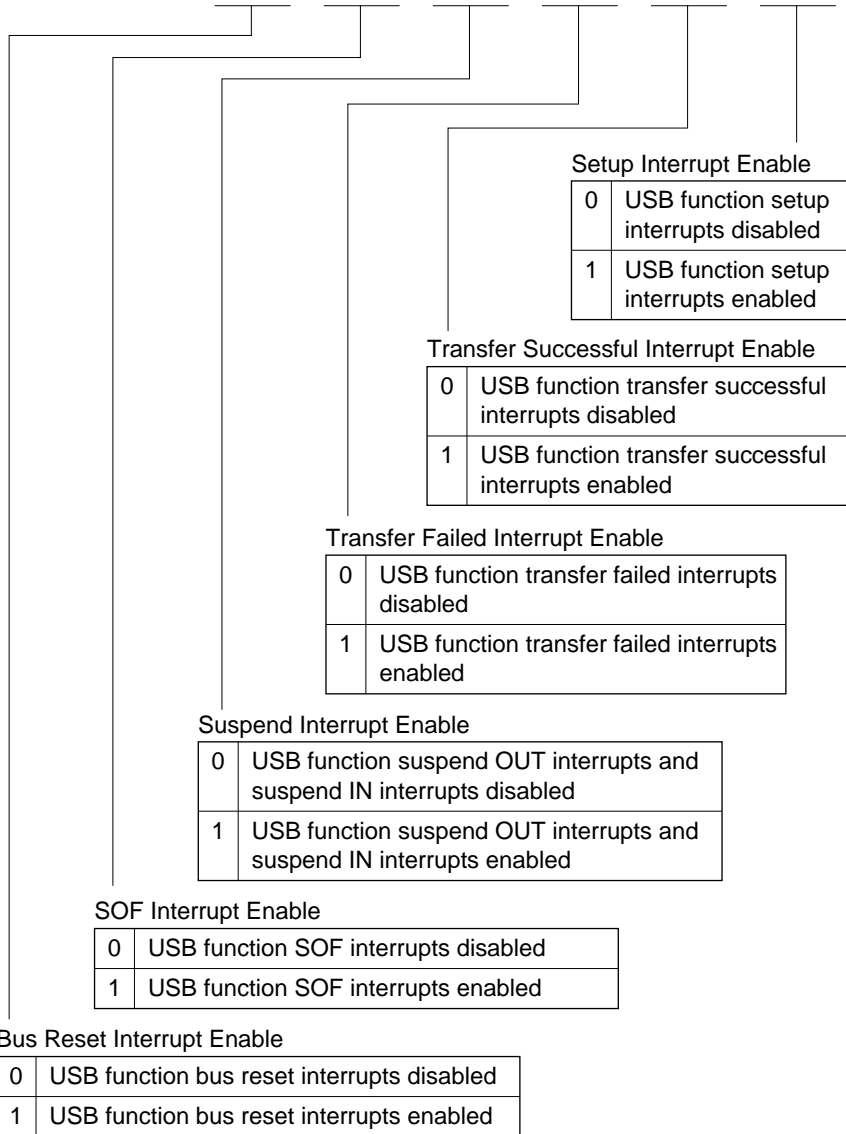 Setup Interrupt Enable
0 USB function setup
interrupts disabled
1 USB function setup
interrupts enabled
Transfer Successful Interrupt Enable
0 USB function transfer successful
interrupts disabled
1 USB function transfer successful
interrupts enabled
Transfer Failed Interrupt Enable
0 USB function transfer failed interrupts
disabled
1 USB function transfer failed interrupts
enabled
Suspend Interrupt Enable
0 USB function suspend OUT interrupts and
suspend IN interrupts disabled
1 USB function suspend OUT interrupts and
suspend IN interrupts enabled
SOF Interrupt Enable
0 USB function SOF interrupts disabled
1 USB function SOF interrupts enabled
Bus Reset Interrupt Enable
0 USB function bus reset interrupts disabled
1 USB function bus reset interrupts enabled